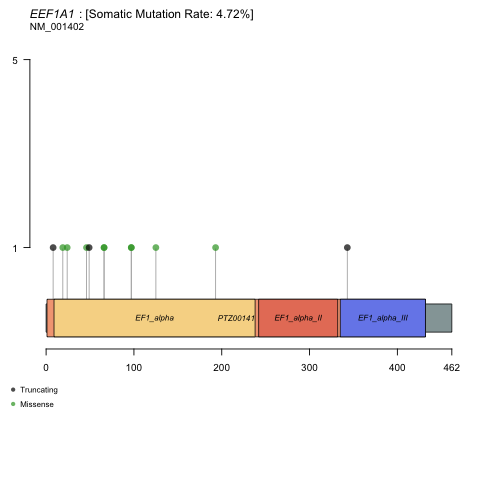 EEF1A1 : [Somatic Mutation Rate: 4.72%]
NM_001402
5
1
EF1_alpha PTZ00141 EF1_alpha_II EF1_alpha_III
0 100 200 300 400 462
Truncating
Missense